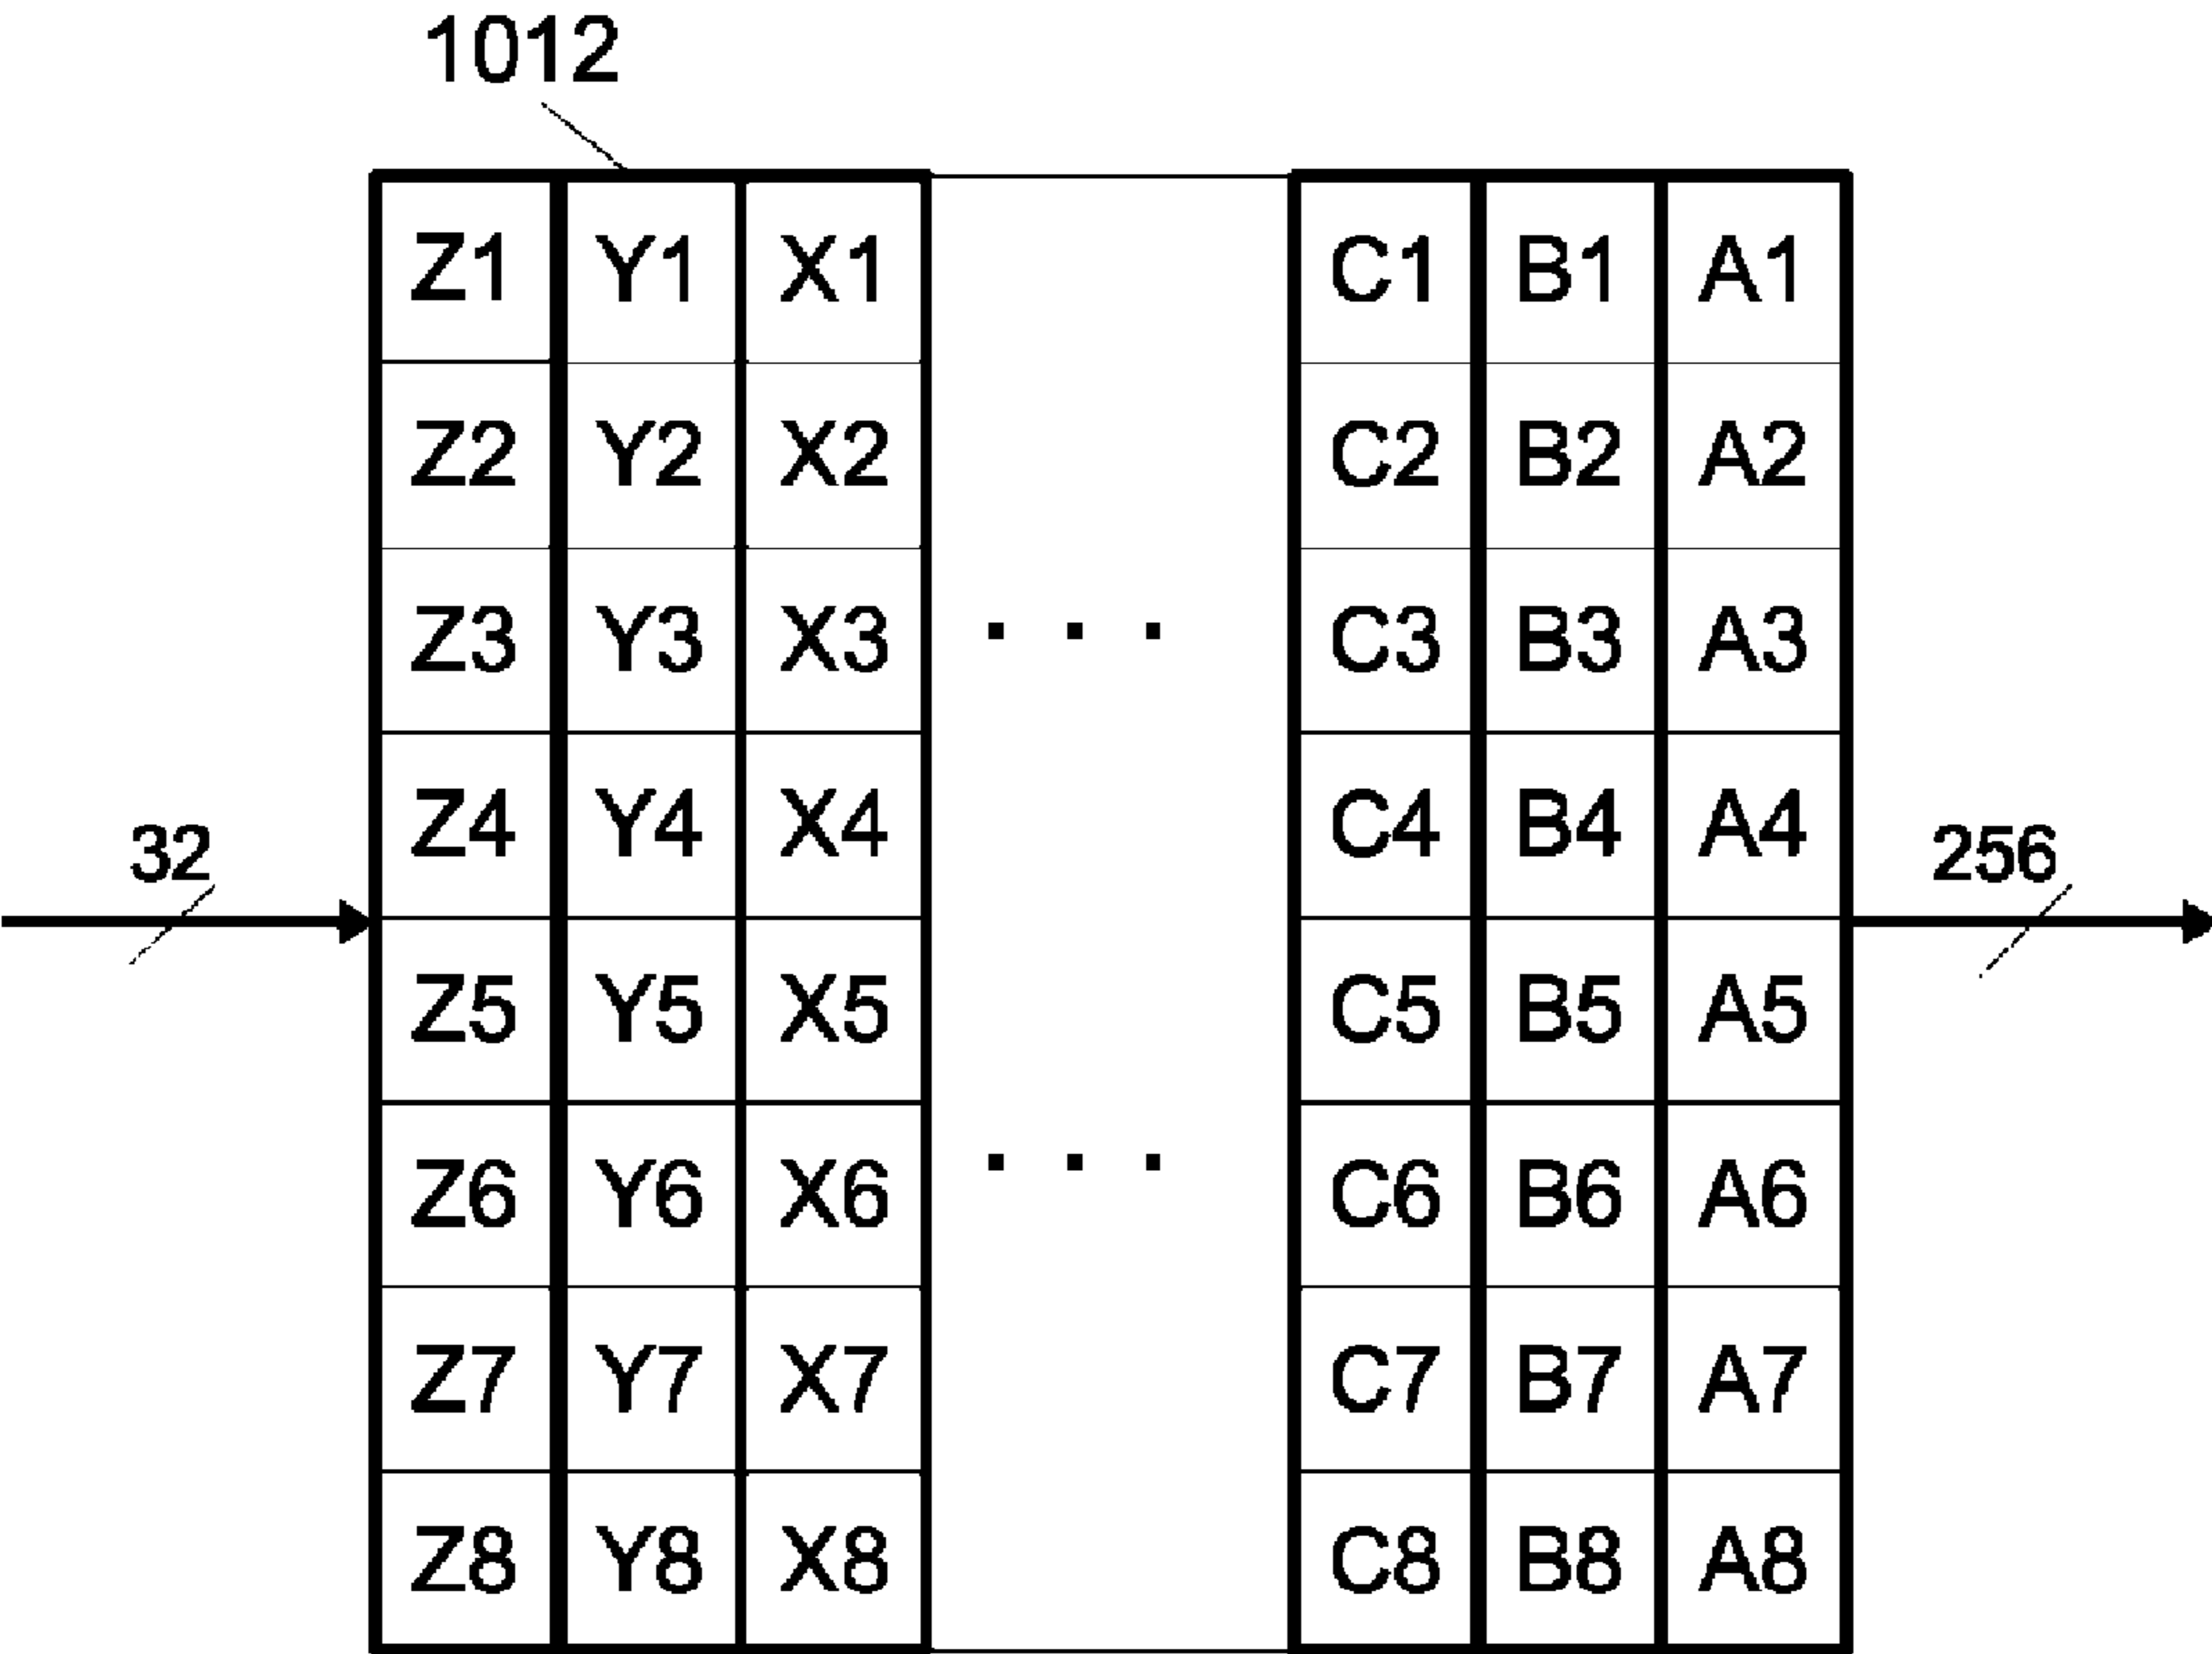 1012
Z1 Y1 X1 C1 B1 A1
Z2 Y2 X2 C2 B2 A2
Z3 Y3 X3 . . . C3 B3 A3
Z4 Y4 X4 C4 B4 A4
32 256
Z5 Y5 X5 C5 B5 A5
Z6 Y6 X6 . . . C6 B6 A6
Z7 Y7 X7 C7 B7 A7
Z8 Y8 X8 C8 B8 A8